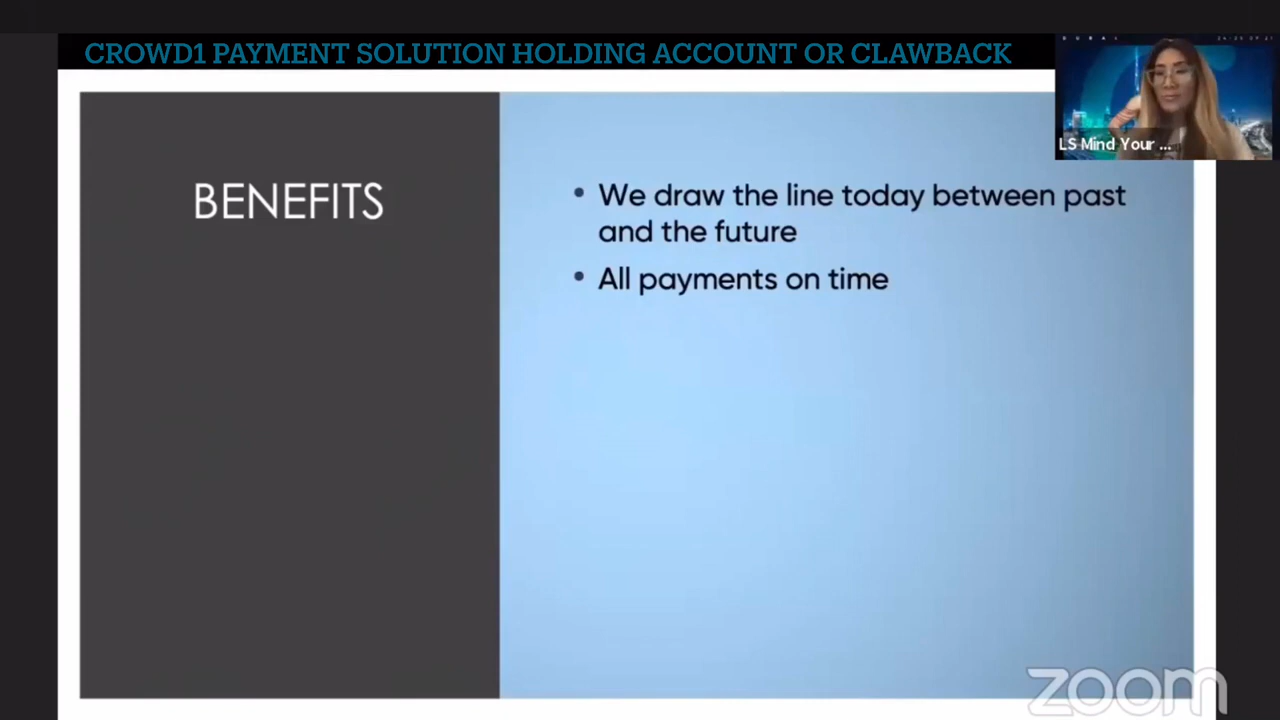 CROWD1 PAYMENT SOLUTION HOLDING ACCOUNT OR CLAWBACK
LS Mind Your ...
BENEFITS
• We draw the line today between past
and the future
• All payments on time
zoom